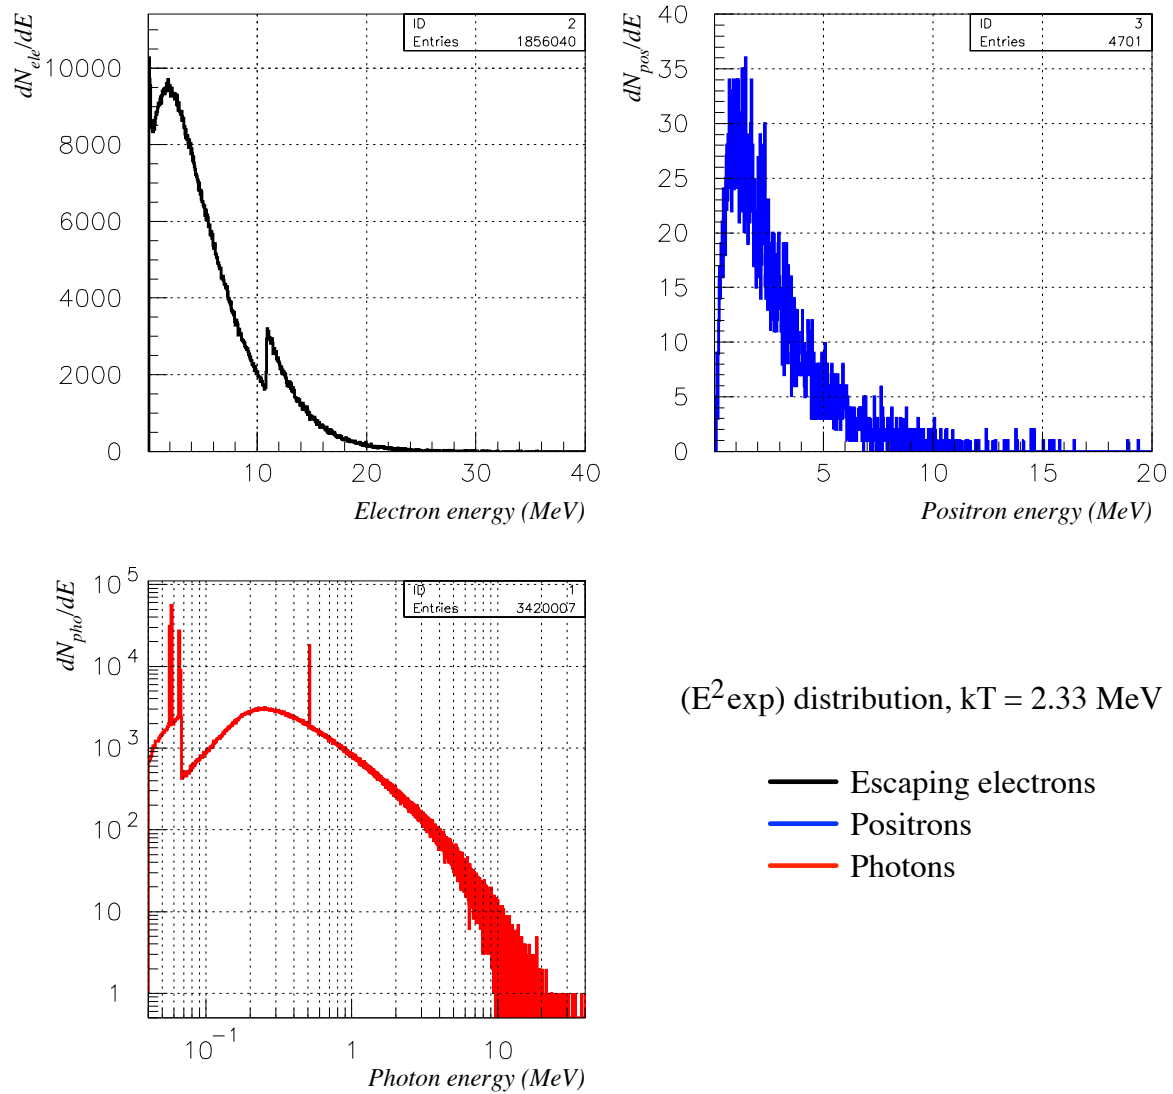 dN_ele/dE
ID 2
Entries 1856040
10000
8000
6000
4000
2000
0
10 20 30 40
Electron energy (MeV)
dN_pos/dE
ID 3
Entries 4701
40
35
30
25
20
15
10
5
0
5 10 15 20
Positron energy (MeV)
dN_pho/dE
ID 1
Entries 3420007
10^5
10^4
10^3
10^2
10
1
10^-1 1 10
Photon energy (MeV)
(E^2 exp) distribution, kT = 2.33 MeV
Escaping electrons
Positrons
Photons